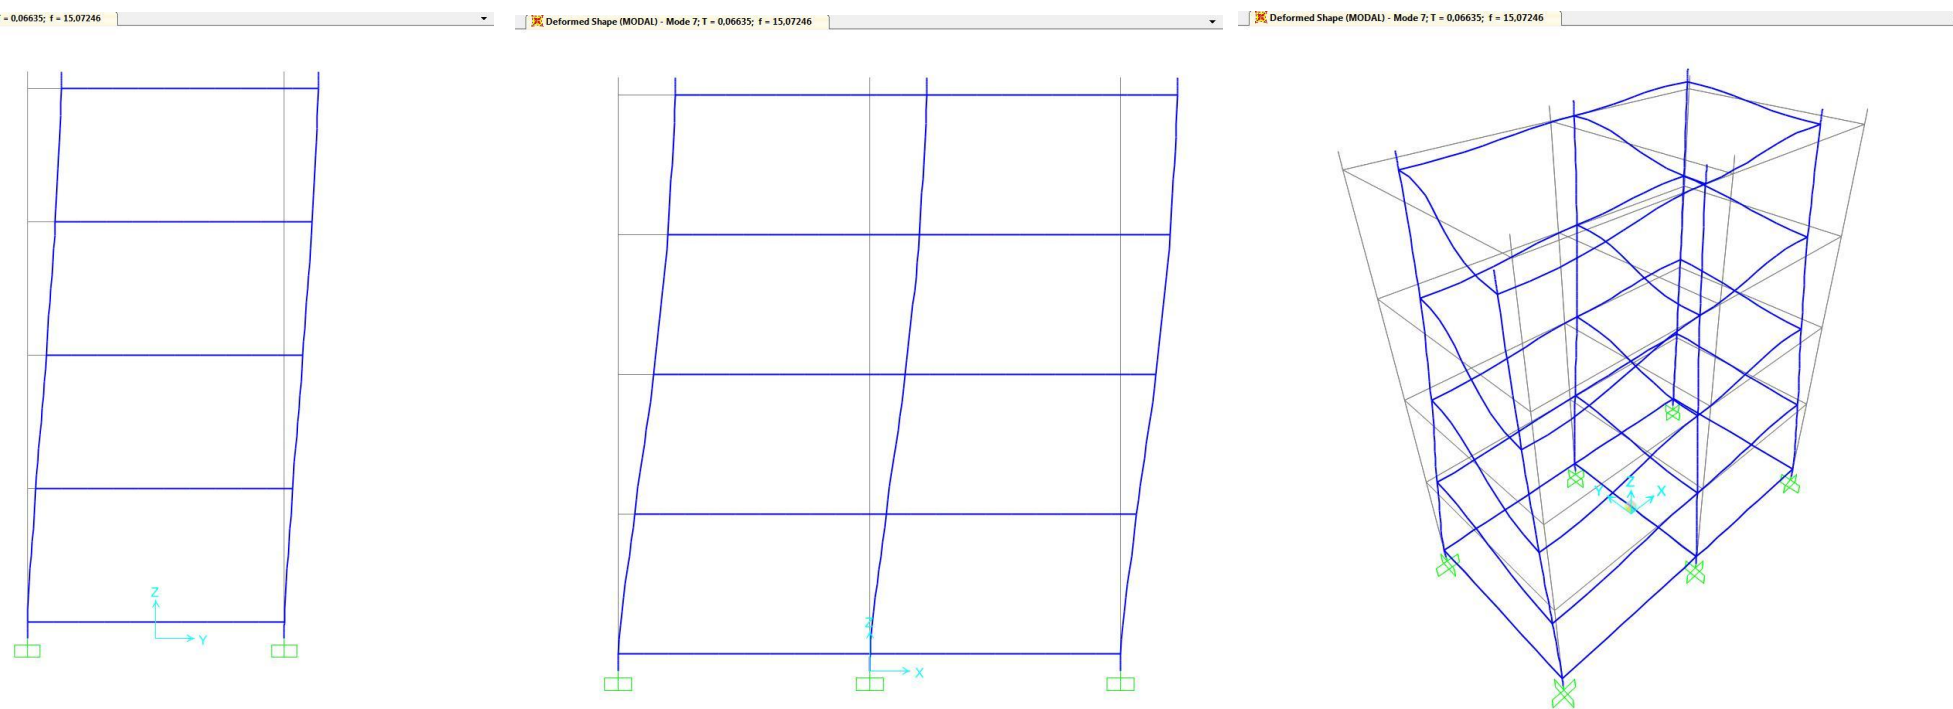 = 0,06635; f = 15,07246
Deformed Shape (MODAL) - Mode 7; T = 0,06635; f = 15,07246
Deformed Shape (MODAL) - Mode 7; T = 0,06635; f = 15,07246
Z
Y
Z
X
Y
Z
X